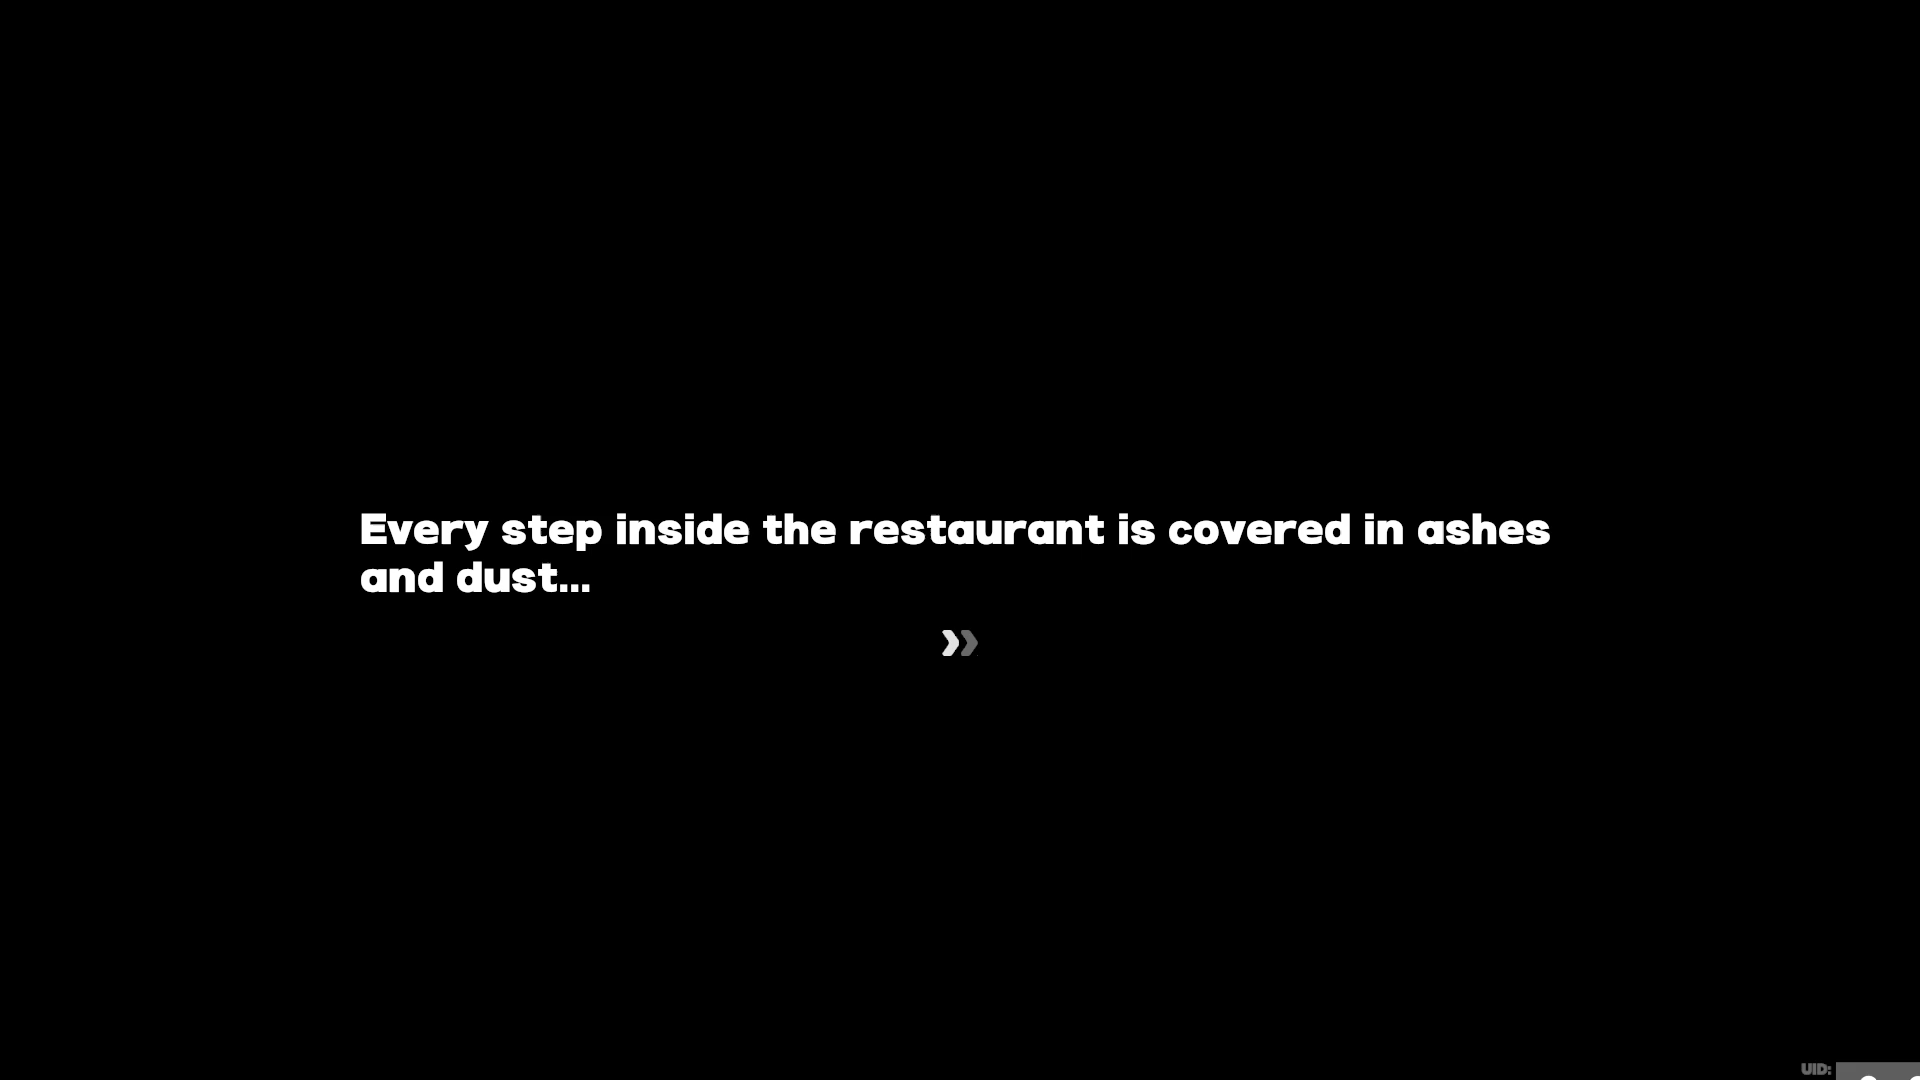 Every step inside the restaurant is covered in ashes
and dust...
UID: